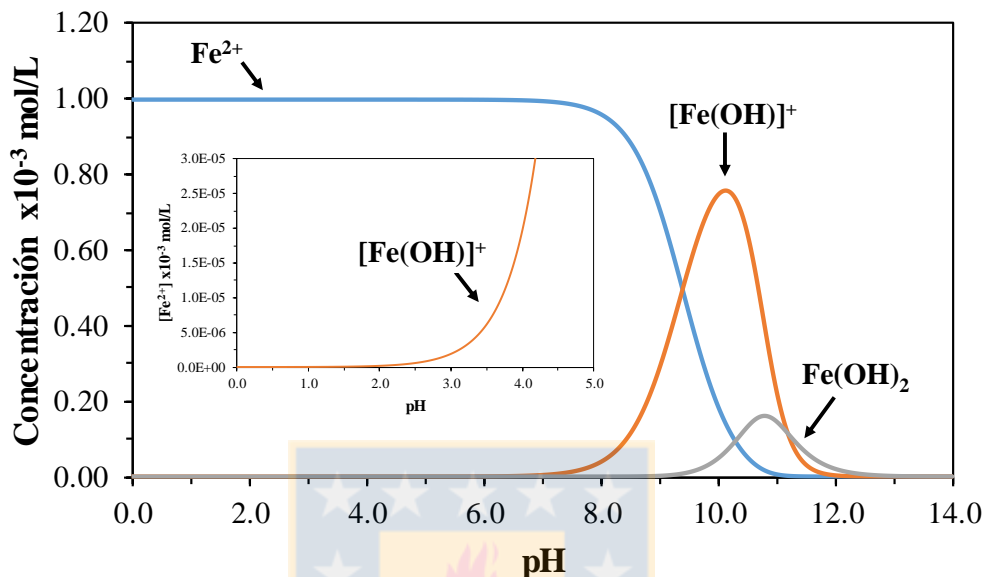 Concentración x10⁻³ mol/L
1.20
1.00
0.80
0.60
0.40
0.20
0.00
Fe²⁺
[Fe(OH)]⁺
Fe(OH)₂
[Fe²⁺] x10⁻³ mol/L
3.0E-05
2.5E-05
2.0E-05
1.5E-05
1.0E-05
5.0E-06
0.0E+00
[Fe(OH)]⁺
0.0 1.0 2.0 3.0 4.0 5.0
pH
0.0 2.0 4.0 6.0 8.0 10.0 12.0 14.0
pH